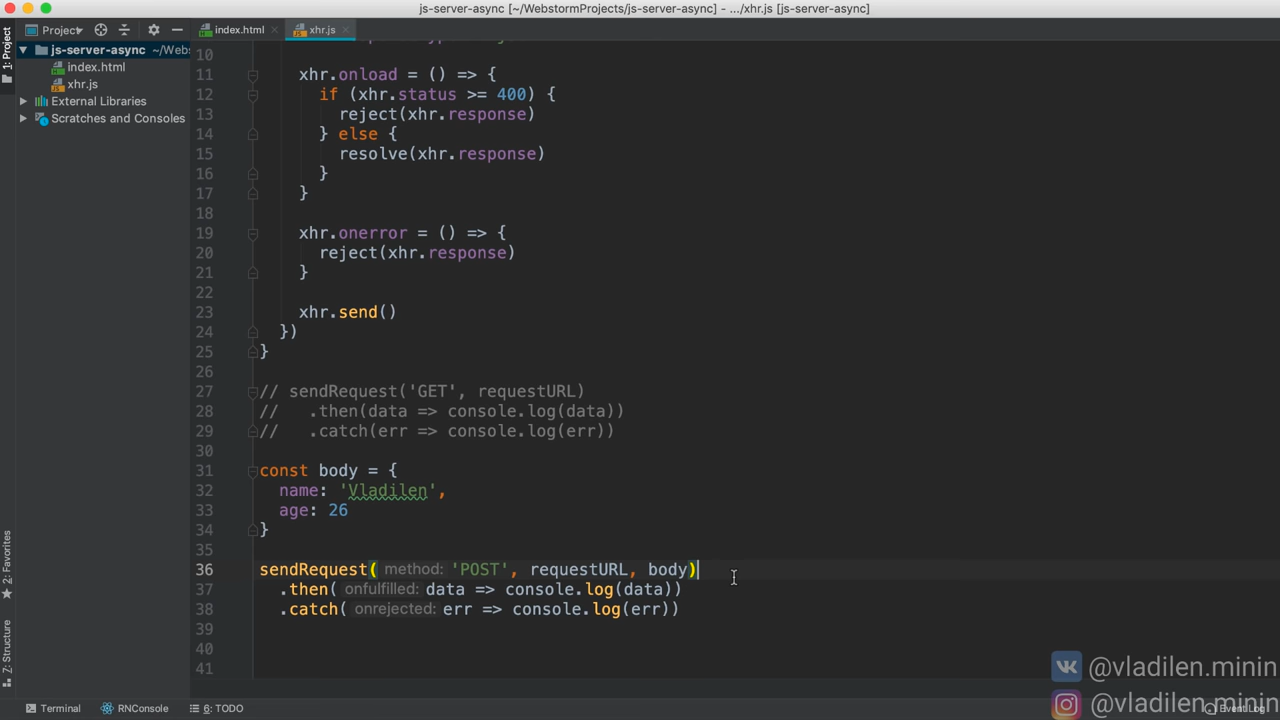 js-server-async [~/WebstormProjects/js-server-async] - .../xhr.js [js-server-async]
Project
index.html
xhr.js
1: Project
js-server-async ~/Webs
index.html
xhr.js
External Libraries
Scratches and Consoles
10
11 xhr.onload = () => {
12 if (xhr.status >= 400) {
13 reject(xhr.response)
14 } else {
15 resolve(xhr.response)
16 }
17 }
18
19 xhr.onerror = () => {
20 reject(xhr.response)
21 }
22
23 xhr.send()
24 })
25 }
26
27 // sendRequest('GET', requestURL)
28 //   .then(data => console.log(data))
29 //   .catch(err => console.log(err))
30
31 const body = {
32 name: 'Vladilen',
33 age: 26
34 }
35
36 sendRequest( method: 'POST', requestURL, body)
37 .then( onfulfilled: data => console.log(data))
38 .catch( onrejected: err => console.log(err))
39
40
41
2: Favorites
Z: Structure
@vladilen.minin
@vladilen.minin
Terminal
RNConsole
6: TODO
Event Log